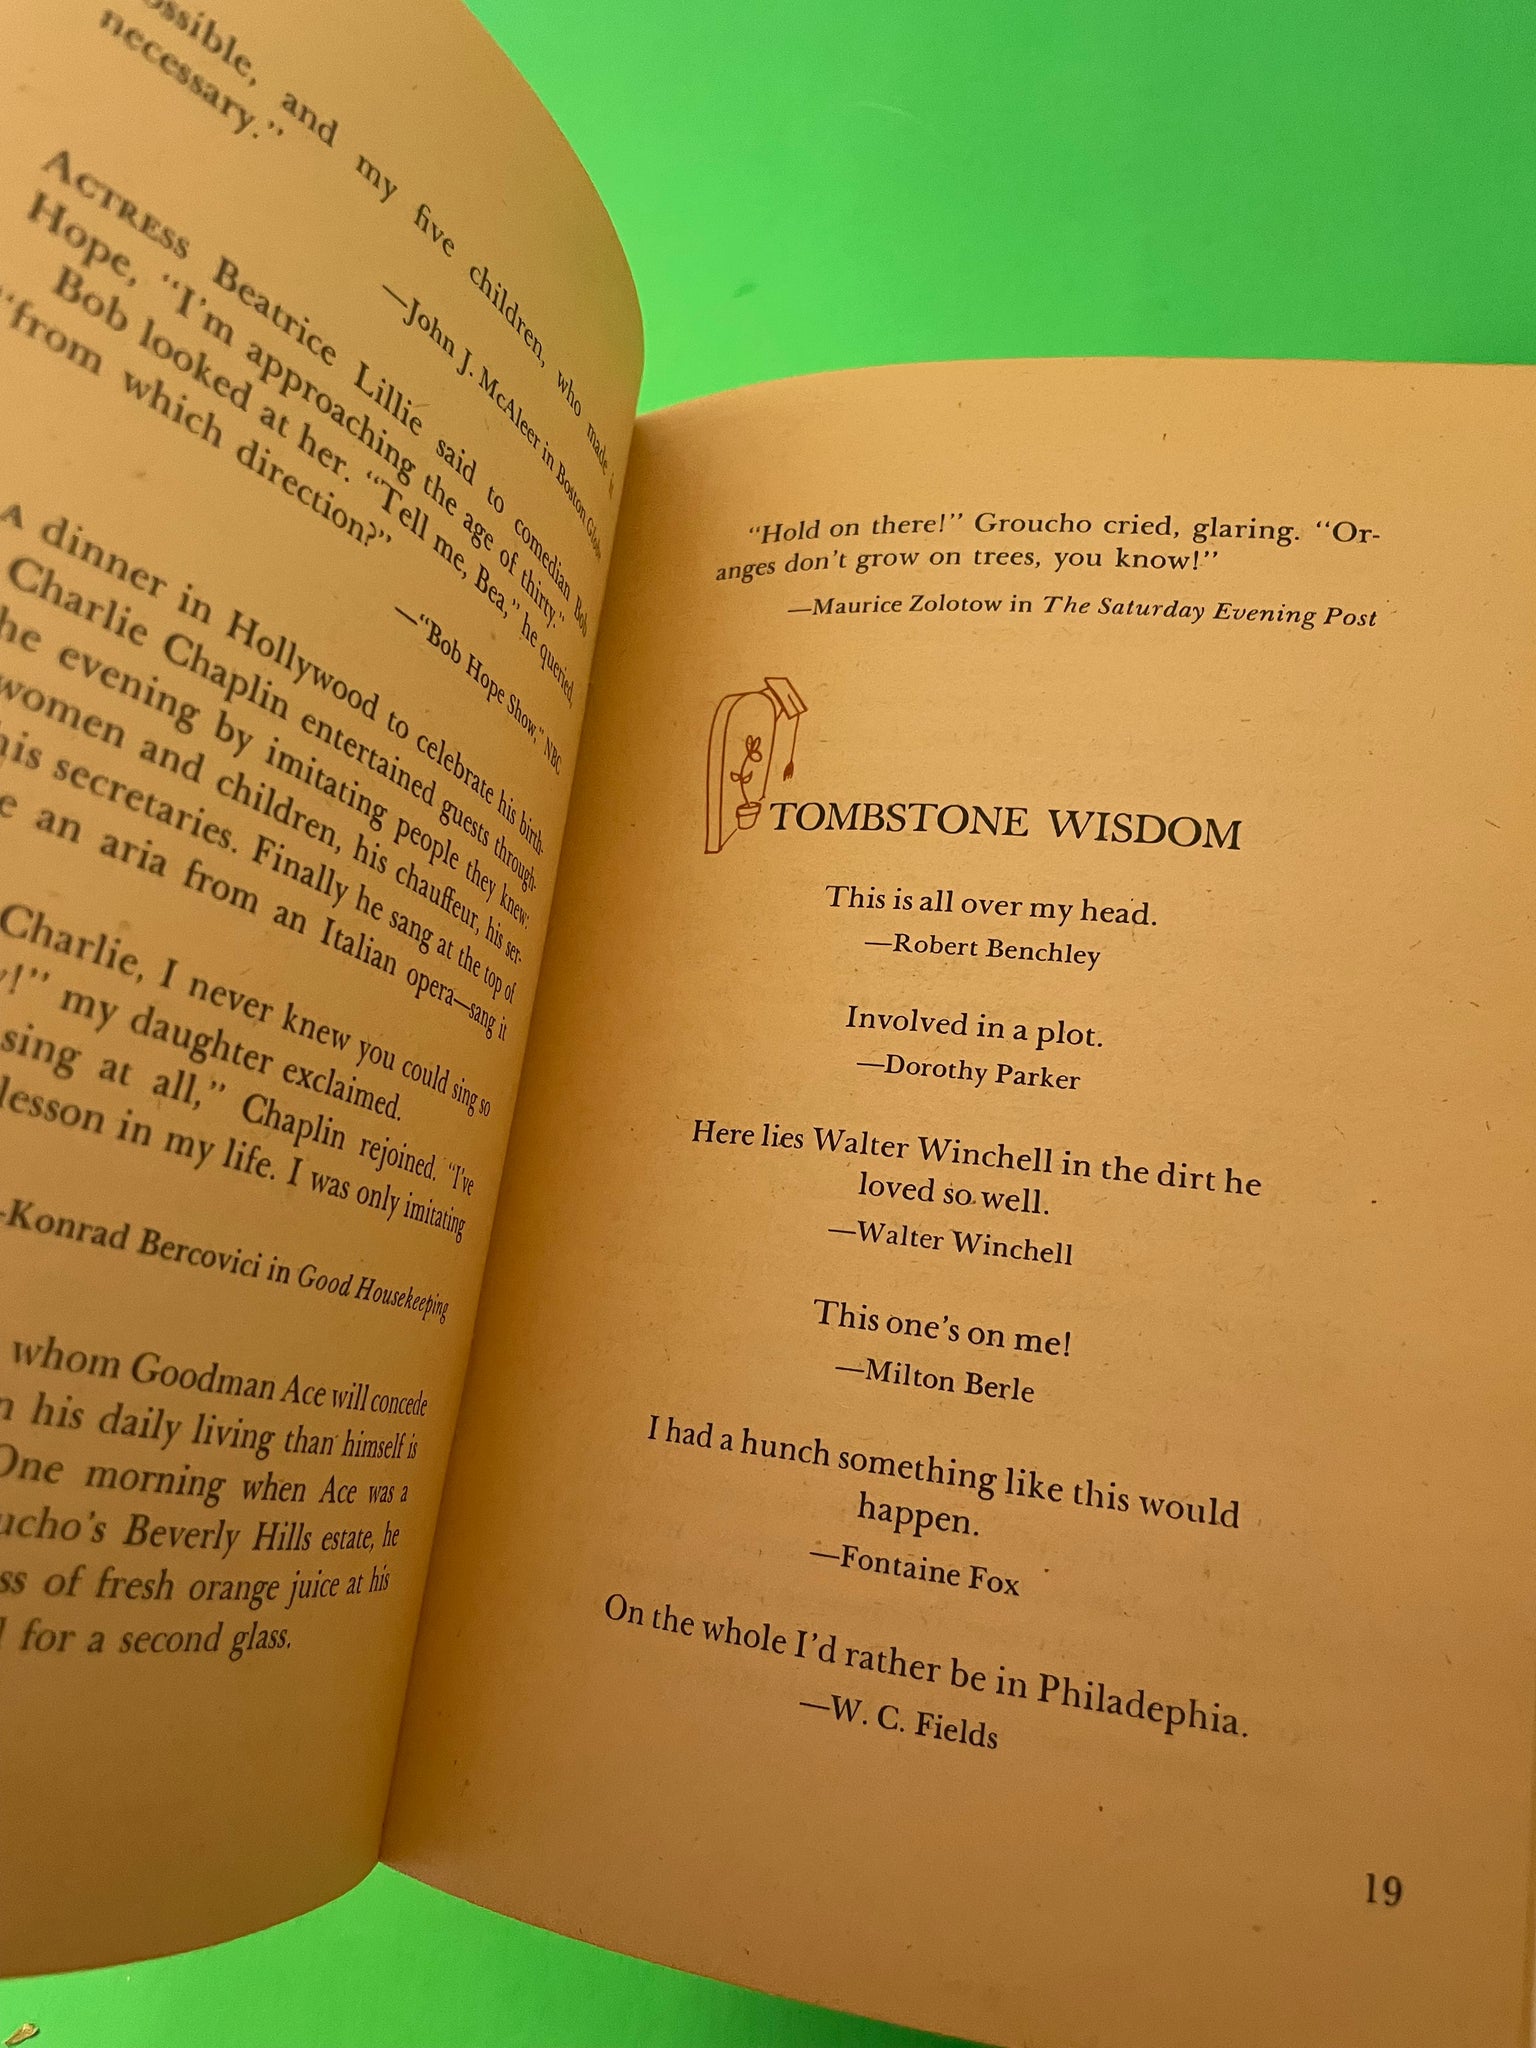 ossible, and my five children, who made it
necessary."
—John J. McAleer in Boston Globe
ACTRESS Beatrice Lillie said to comedian Bob
Hope, "I'm approaching the age of thirty."
Bob looked at her. "Tell me, Bea," he queried,
"from which direction?"
—"Bob Hope Show," NBC
A dinner in Hollywood to celebrate his birth-
Charlie Chaplin entertained guests through-
he evening by imitating people they knew:
women and children, his chauffeur, his ser-
his secretaries. Finally he sang at the top of
e an aria from an Italian opera—sang it
Charlie, I never knew you could sing so
y!" my daughter exclaimed.
sing at all," Chaplin rejoined. "I've
lesson in my life. I was only imitating
—Konrad Bercovici in Good Housekeeping
whom Goodman Ace will concede
n his daily living than himself is
One morning when Ace was a
ucho's Beverly Hills estate, he
ss of fresh orange juice at his
for a second glass.
"Hold on there!" Groucho cried, glaring. "Or-
anges don't grow on trees, you know!"
—Maurice Zolotow in The Saturday Evening Post
TOMBSTONE WISDOM
This is all over my head.
—Robert Benchley
Involved in a plot.
—Dorothy Parker
Here lies Walter Winchell in the dirt he
loved so well.
—Walter Winchell
This one's on me!
—Milton Berle
I had a hunch something like this would
happen.
—Fontaine Fox
On the whole I'd rather be in Philadephia.
—W. C. Fields
19